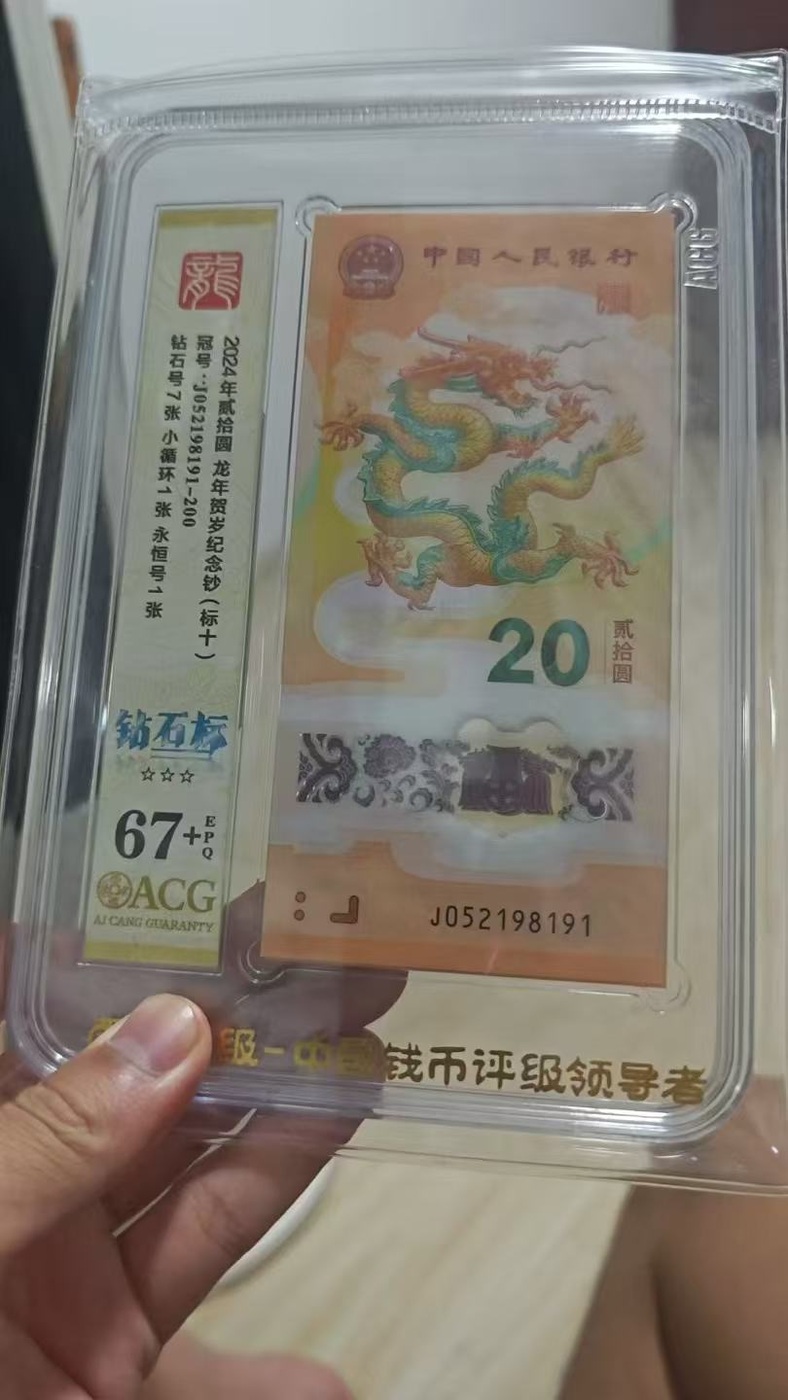 中国人民银行
20
贰拾圆
J052198191
龍
2024年贰拾圆 龙年贺岁纪念钞（标十）
冠号：J052198191-200
钻石号7张 小循环1张 永恒号1张
钻石标
☆☆☆
67+EPQ
ACG
AI CANG GUARANTY
ACG
级-中国钱币评级领导者